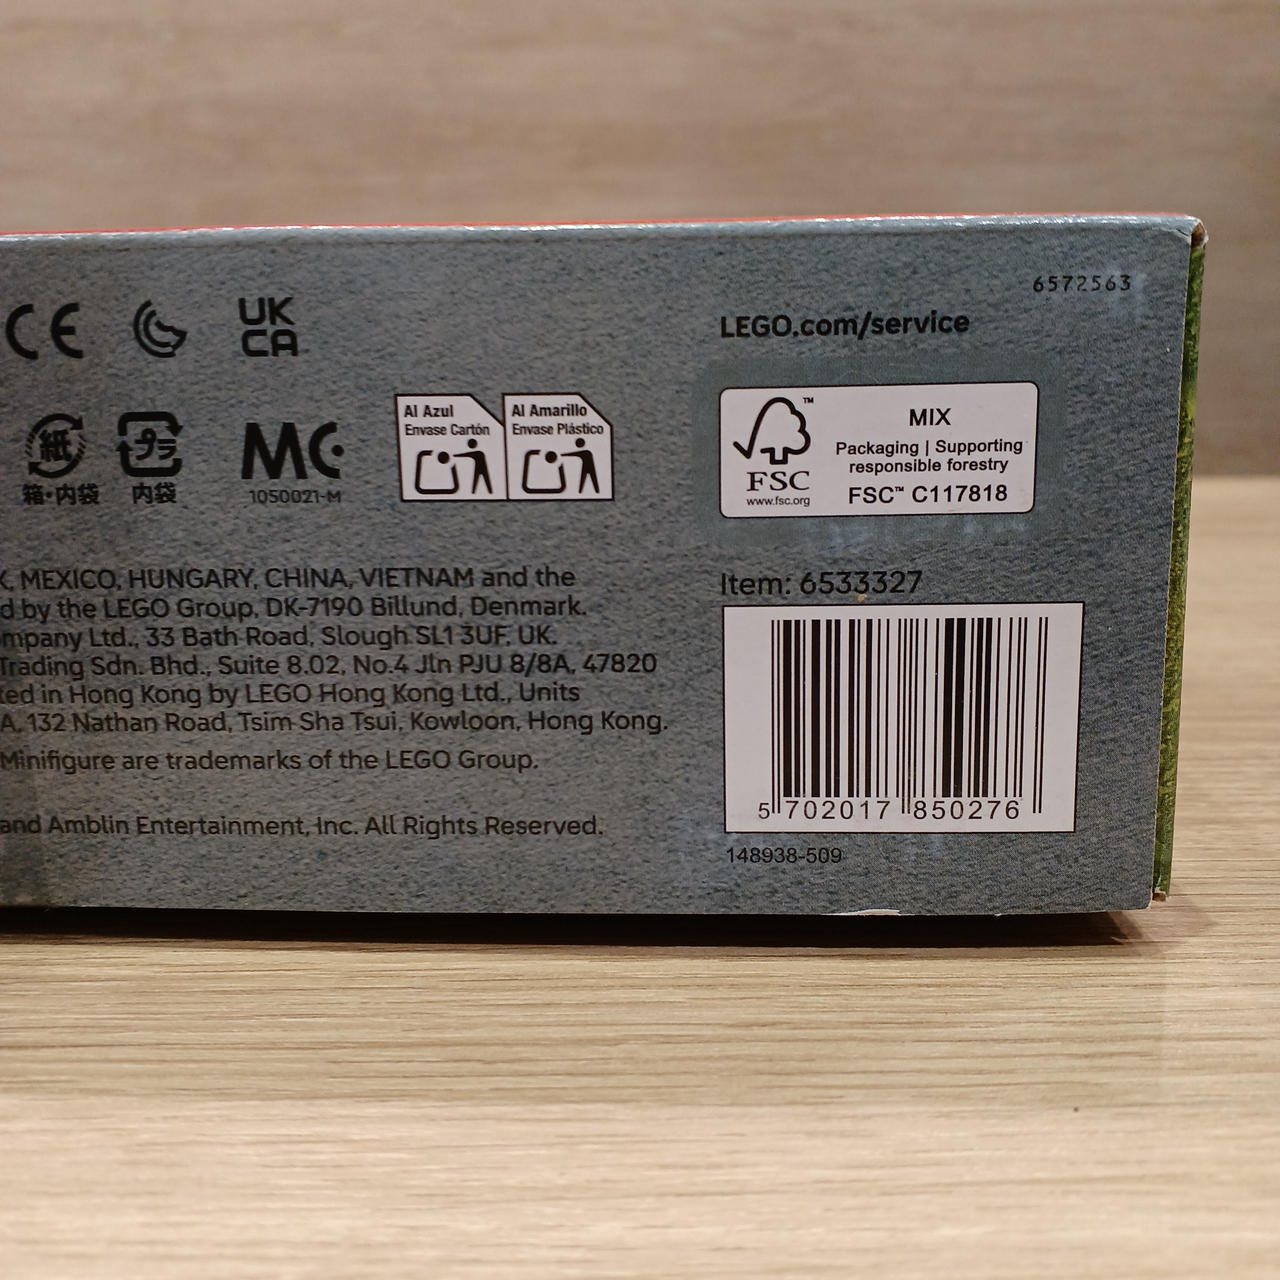 6572563
CE
UK
CA
LEGO.com/service
紙
プラ
箱・内袋
内袋
MC
1050021-M
Al Azul
Envase Cartón
Al Amarillo
Envase Plástico
FSC
www.fsc.org
™
MIX
Packaging | Supporting
responsible forestry
FSC™ C117818
MEXICO, HUNGARY, CHINA, VIETNAM and the
by the LEGO Group, DK-7190 Billund, Denmark.
Ltd., 33 Bath Road, Slough SL1 3UF, UK.
Trading Sdn. Bhd., Suite 8.02, No.4 Jln PJU 8/8A, 47820
in Hong Kong by LEGO Hong Kong Ltd., Units
A, 132 Nathan Road, Tsim Sha Tsui, Kowloon, Hong Kong.
Minifigure are trademarks of the LEGO Group.
and Amblin Entertainment, Inc. All Rights Reserved.
Item: 6533327
5 702017 850276
148938-509